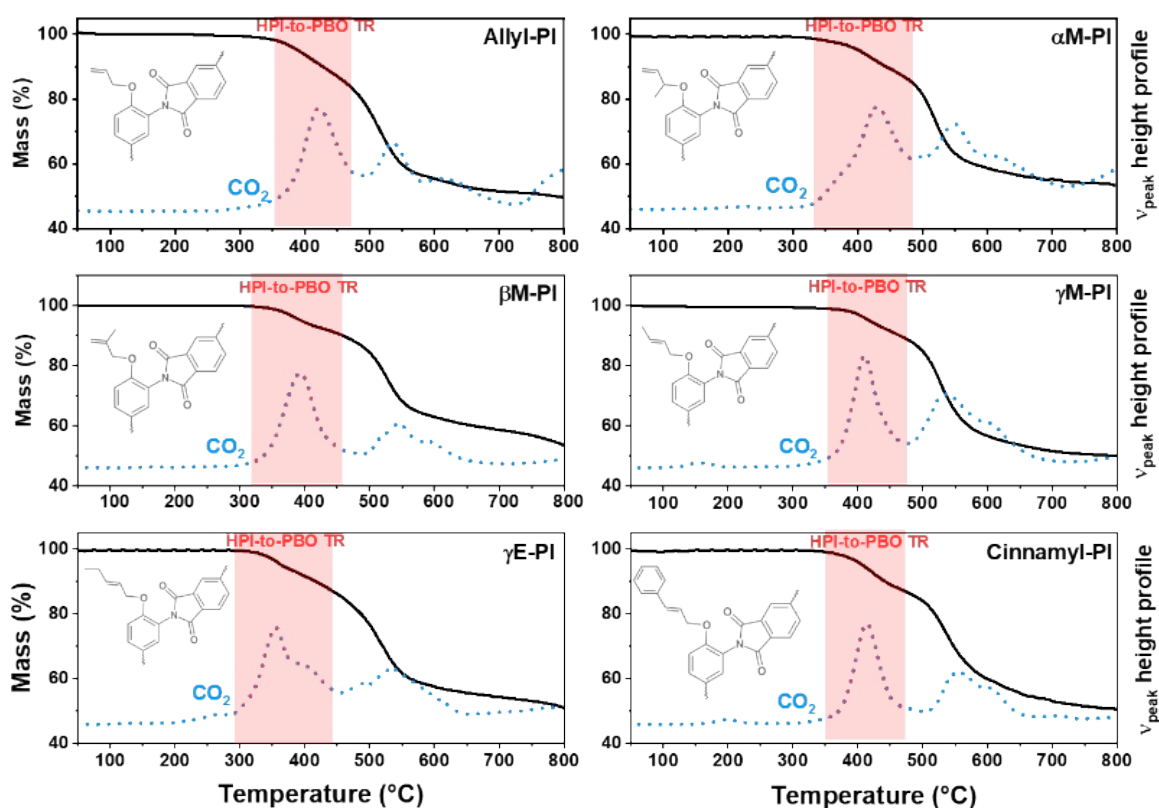 HPI-to-PBO TR
Allyl-PI
100
80
60
40
Mass (%)
CO2
O
O
N
O
100 200 300 400 500 600 700 800
HPI-to-PBO TR
αM-PI
100
80
60
40
CO2
O
O
N
O
100 200 300 400 500 600 700 800
νpeak height profile
HPI-to-PBO TR
βM-PI
100
80
60
40
Mass (%)
CO2
O
O
N
O
100 200 300 400 500 600 700 800
HPI-to-PBO TR
γM-PI
100
80
60
40
CO2
O
O
N
O
100 200 300 400 500 600 700 800
νpeak height profile
HPI-to-PBO TR
γE-PI
100
80
60
40
Mass (%)
CO2
O
O
N
O
100 200 300 400 500 600 700 800
Temperature (°C)
HPI-to-PBO TR
Cinnamyl-PI
100
80
60
40
CO2
O
O
N
O
100 200 300 400 500 600 700 800
Temperature (°C)
νpeak height profile